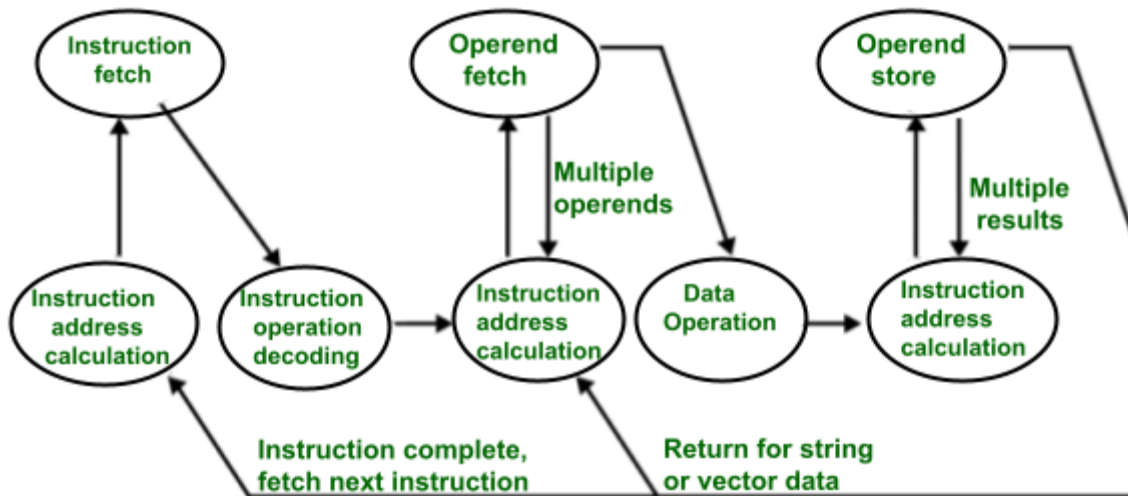 Instruction
fetch
Operend
fetch
Operend
store
Multiple
operends
Multiple
results
Instruction
address
calculation
Instruction
operation
decoding
Instruction
address
calculation
Data
Operation
Instruction
address
calculation
Instruction complete,
fetch next instruction
Return for string
or vector data